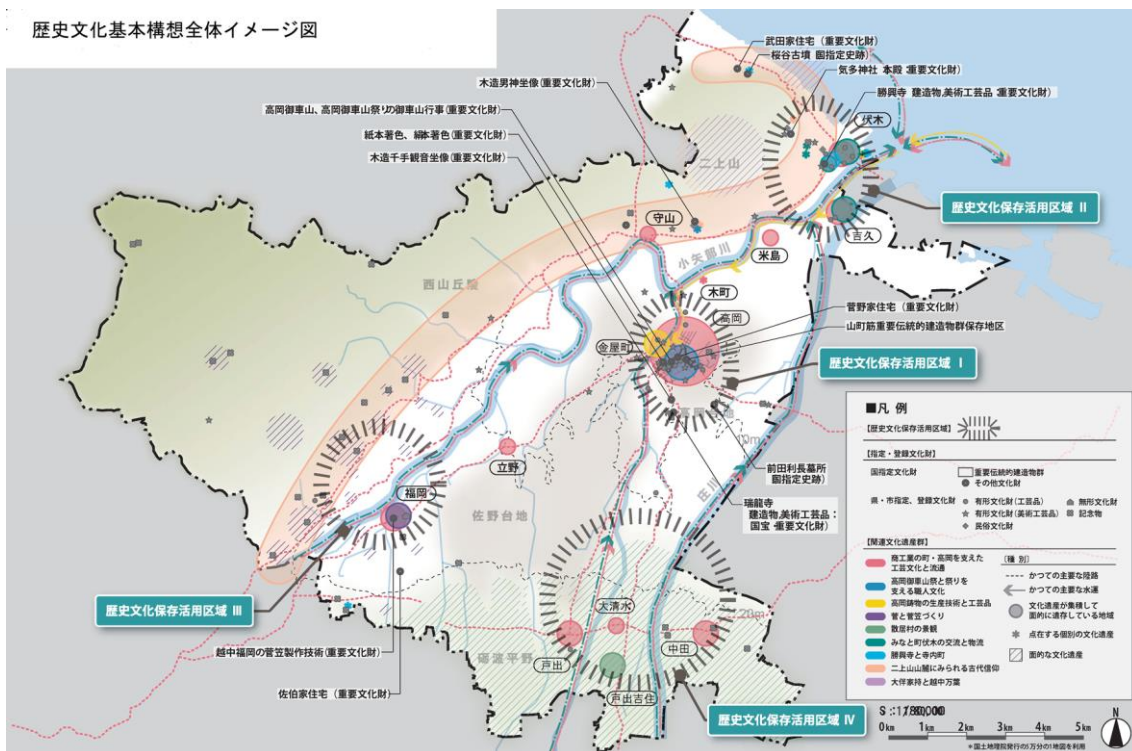 歴史文化基本構想全体イメージ図
武田家住宅（重要文化財）
桜谷古墳 国指定史跡）
気多神社 本殿 重要文化財）
勝興寺 建造物,美術工芸品 重要文化財）
木造男神坐像（重要文化財）
高岡御車山、高岡御車山祭りの御車山行事（重要文化財）
紙本著色、絹本著色（重要文化財）
木造千手観音坐像（重要文化財）
伏木
二上山
歴史文化保存活用区域 Ⅱ
守山
吉久
米島
小矢部川
西山丘陵
木町
高岡
菅野家住宅（重要文化財）
山町筋重要伝統的建造物群保存地区
金屋町
歴史文化保存活用区域 Ⅰ
10m
立野
前田利長墓所
国指定史跡）
庄川
福岡
佐野台地
瑞龍寺
建造物,美術工芸品：
国宝 重要文化財）
歴史文化保存活用区域 Ⅲ
大清水
20m
越中福岡の菅笠製作技術（重要文化財）
戸出
中田
砺波平野
佐伯家住宅（重要文化財）
戸出吉住
歴史文化保存活用区域 Ⅳ
■凡 例
【歴史文化保存活用区域】
【指定・登録文化財】
国指定文化財
重要伝統的建造物群
その他文化財
県・市指定、登録文化財
有形文化財（工芸品）
無形文化財
有形文化財（美術工芸品）
記念物
民俗文化財
【関連文化遺産群】
商工業の町・高岡を支えた
工芸文化と流通
高岡御車山祭と祭りを
支える職人文化
高岡鋳物の生産技術と工芸品
菅と菅笠づくり
散居村の景観
みなと町伏木の交流と物流
勝興寺と寺内町
二上山山麓にみられる古代信仰
大伴家持と越中万葉
（種 別）
かつての主要な陸路
かつての主要な水運
文化遺産が集積して
面的に遺存している地域
点在する個別の文化遺産
面的な文化遺産
0km 1km 2km 3km 4km 5km
N
＊国土地理院発行の5万分の1地図を利用